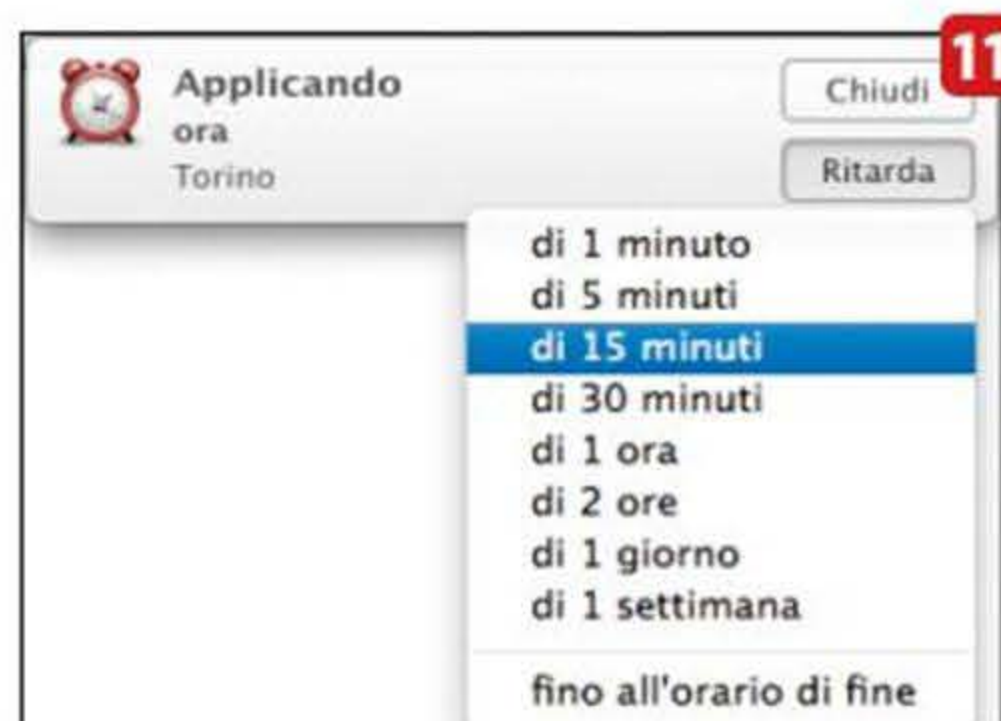 11
Applicando
ora
Torino
Chiudi
Ritarda
di 1 minuto
di 5 minuti
di 15 minuti
di 30 minuti
di 1 ora
di 2 ore
di 1 giorno
di 1 settimana
fino all'orario di fine